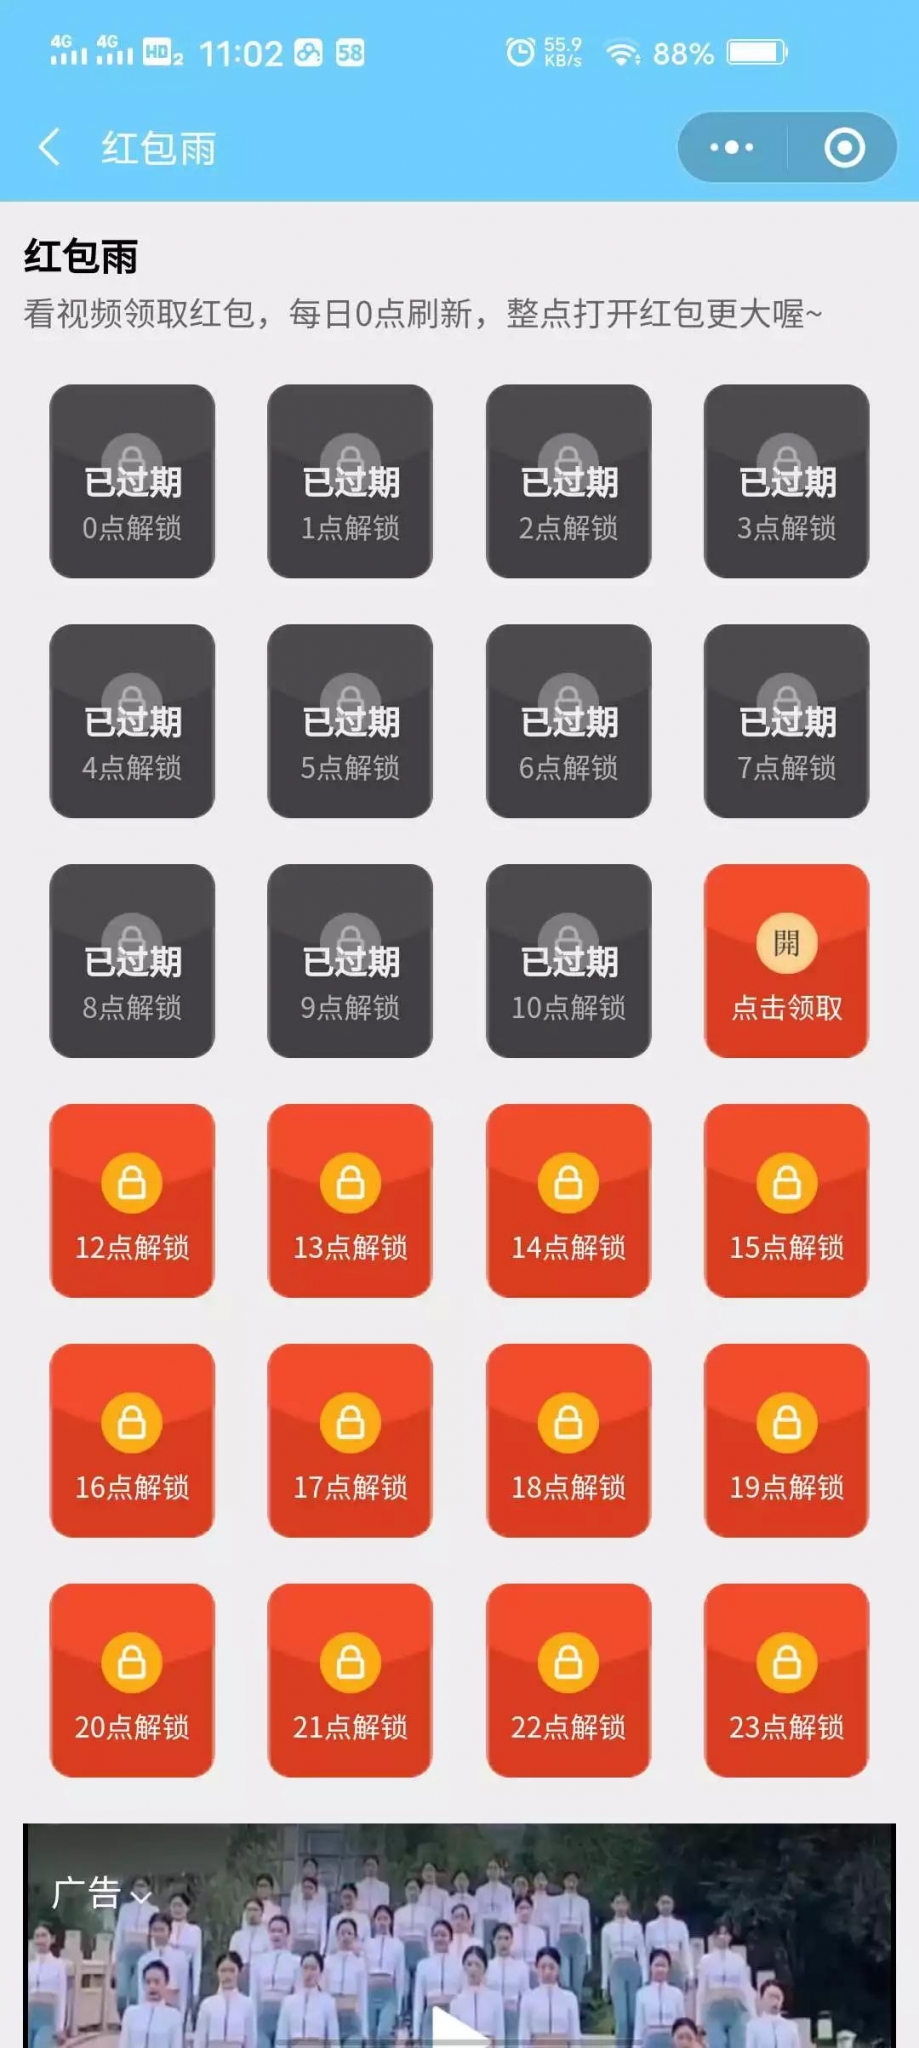 4G 4G HD 2 11:02 58 55.9 KB/s 88%
红包雨
红包雨
看视频领取红包，每日0点刷新，整点打开红包更大喔~
已过期 已过期 已过期 已过期
0点解锁 1点解锁 2点解锁 3点解锁
已过期 已过期 已过期 已过期
4点解锁 5点解锁 6点解锁 7点解锁
已过期 已过期 已过期 開
8点解锁 9点解锁 10点解锁 点击领取
12点解锁 13点解锁 14点解锁 15点解锁
16点解锁 17点解锁 18点解锁 19点解锁
20点解锁 21点解锁 22点解锁 23点解锁
广告